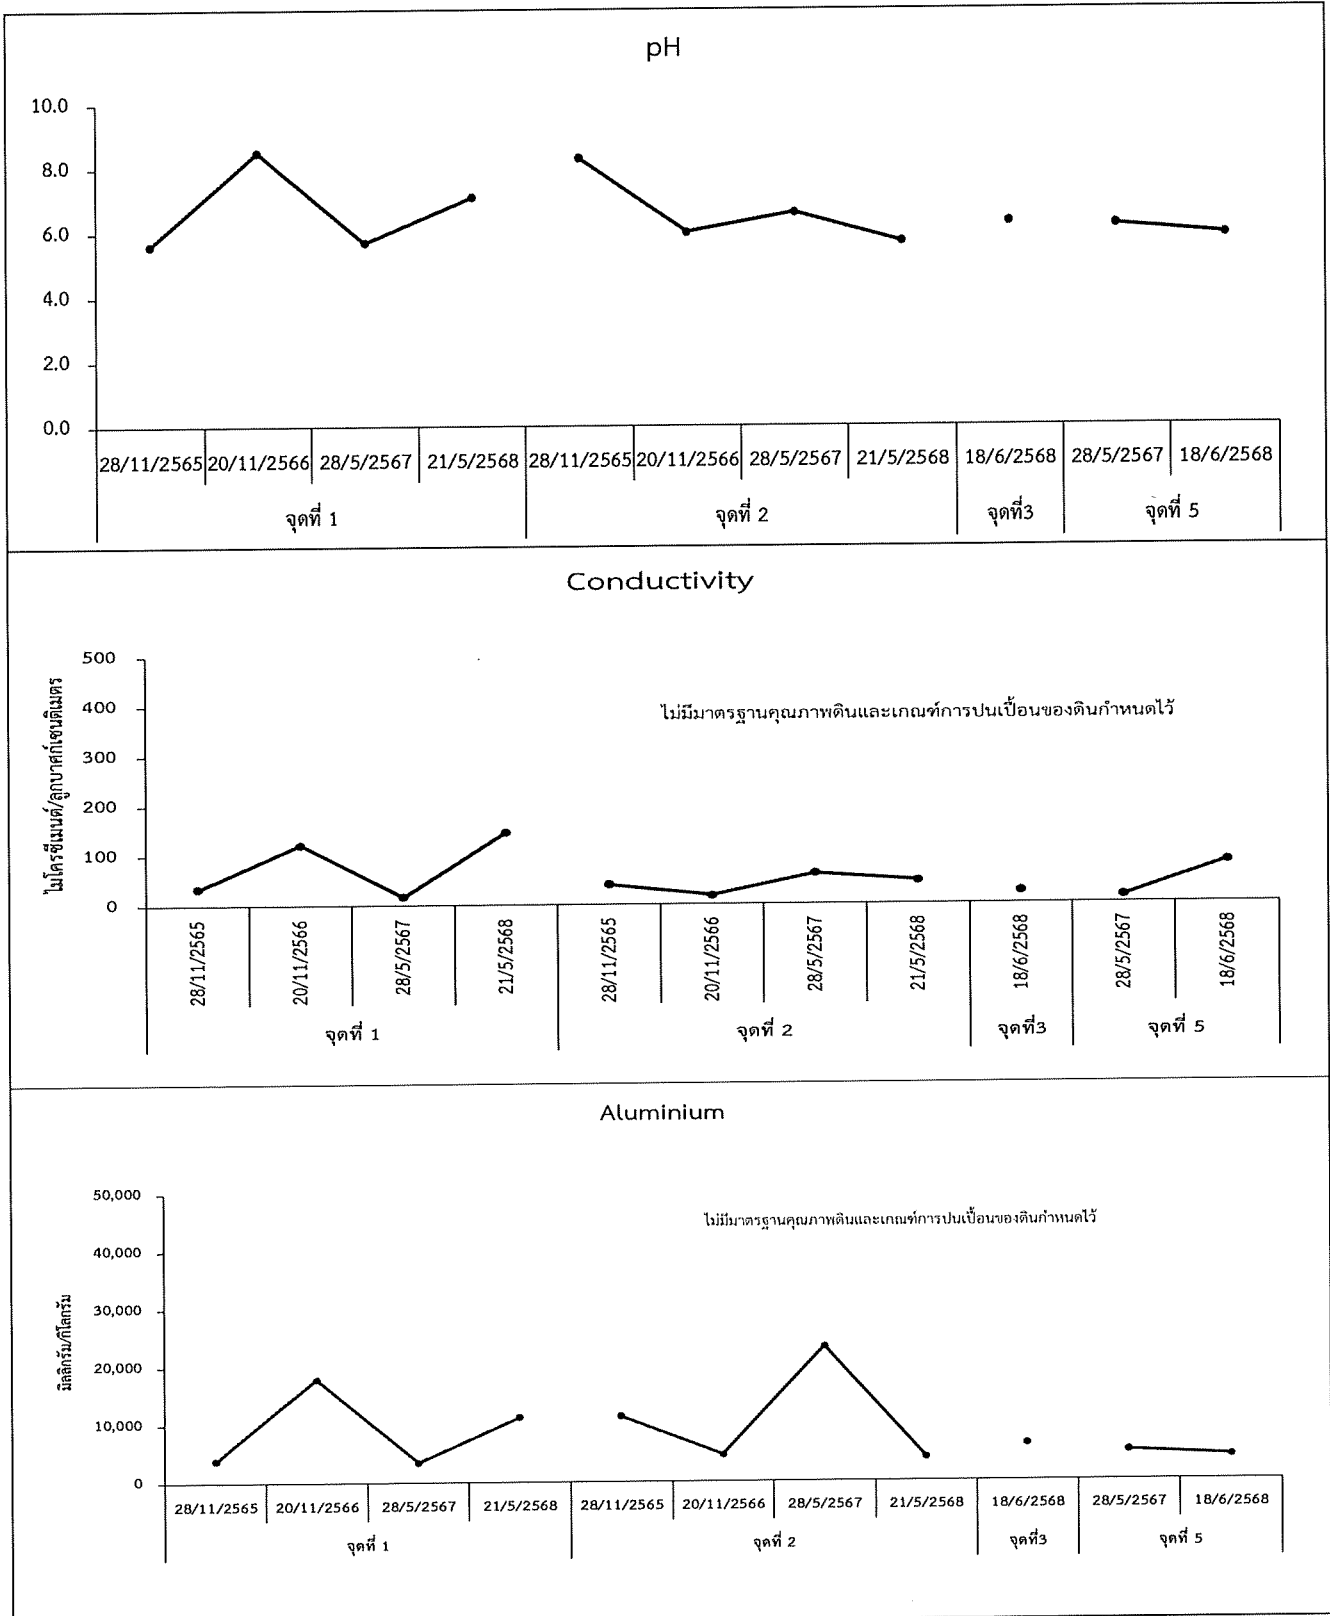 pH
10.0
8.0
6.0
4.0
2.0
0.0
28/11/2565 20/11/2566 28/5/2567 21/5/2568 28/11/2565 20/11/2566 28/5/2567 21/5/2568 18/6/2568 28/5/2567 18/6/2568
จุดที่ 1 จุดที่ 2 จุดที่3 จุดที่ 5
Conductivity
ไมโครซีเมนต์/ลูกบาศก์เซนติเมตร
500
400
300
200
100
0
ไม่มีมาตรฐานคุณภาพดินและเกณฑ์การปนเปื้อนของดินกำหนดไว้
28/11/2565 20/11/2566 28/5/2567 21/5/2568 28/11/2565 20/11/2566 28/5/2567 21/5/2568 18/6/2568 28/5/2567 18/6/2568
จุดที่ 1 จุดที่ 2 จุดที่3 จุดที่ 5
Aluminium
มิลลิกรัม/กิโลกรัม
50,000
40,000
30,000
20,000
10,000
0
ไม่มีมาตรฐานคุณภาพดินและเกณฑ์การปนเปื้อนของดินกำหนดไว้
28/11/2565 20/11/2566 28/5/2567 21/5/2568 28/11/2565 20/11/2566 28/5/2567 21/5/2568 18/6/2568 28/5/2567 18/6/2568
จุดที่ 1 จุดที่ 2 จุดที่3 จุดที่ 5